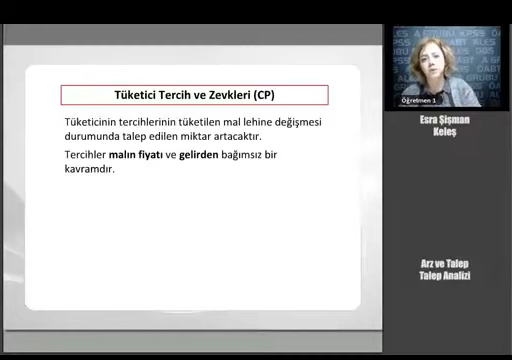 Tüketici Tercih ve Zevkleri (CP)
Tüketicinin tercihlerinin tüketilen mal lehine değişmesi
durumunda talep edilen miktar artacaktır.
Tercihler malın fiyatı ve gelirden bağımsız bir
kavramdır.
Öğretmen 1
Esra Şişman
Keleş
Arz ve Talep
Talep Analizi